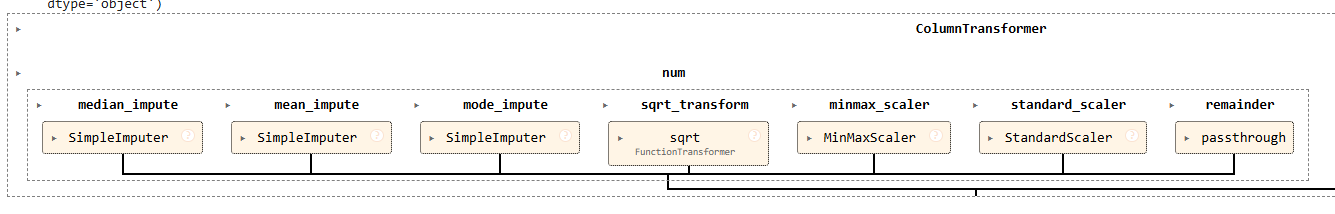 dtype='object')
ColumnTransformer
num
median_impute mean_impute mode_impute sqrt_transform minmax_scaler standard_scaler remainder
SimpleImputer ? SimpleImputer ? SimpleImputer ? sqrt ? MinMaxScaler ? StandardScaler ? passthrough
FunctionTransformer